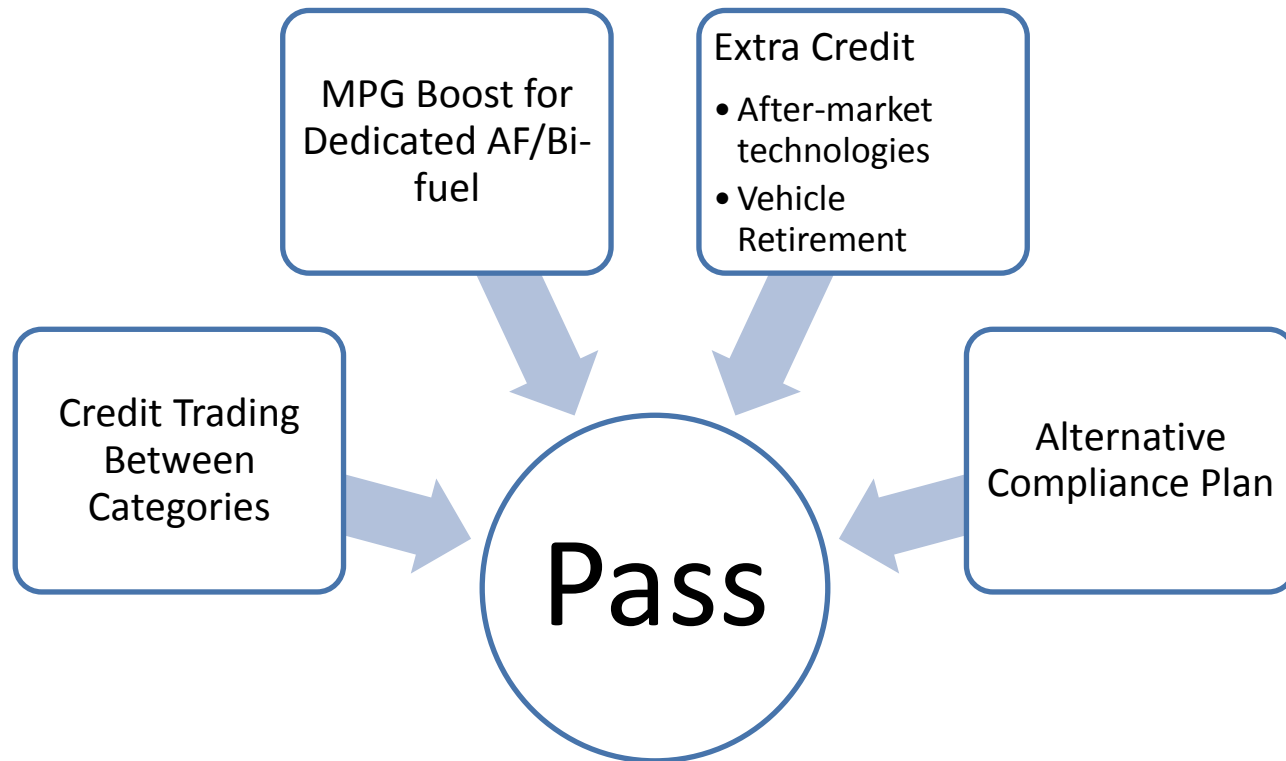 MPG Boost for
Dedicated AF/Bi-
fuel
Extra Credit
• After-market
technologies
• Vehicle
Retirement
Credit Trading
Between
Categories
Alternative
Compliance Plan
Pass